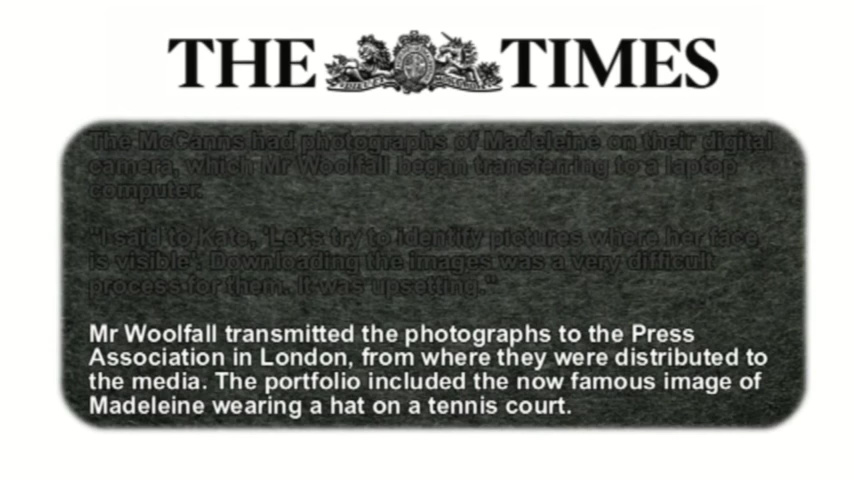 THE TIMES
The McCanns had photographs of Madeleine on their digital
camera, which Mr Woolfall began transferring to a laptop
computer.
"I said to Kate, 'Let's try to identify pictures where her face
is visible'. Downloading the images was a very difficult
process for them. It was upsetting."
Mr Woolfall transmitted the photographs to the Press
Association in London, from where they were distributed to
the media. The portfolio included the now famous image of
Madeleine wearing a hat on a tennis court.